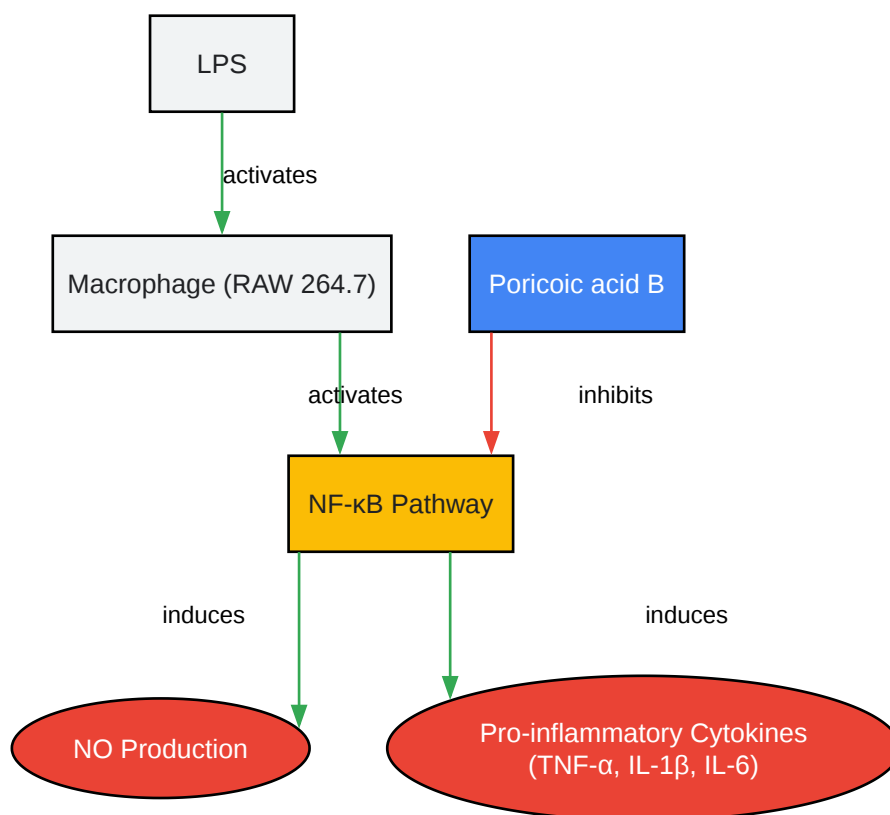 LPS
activates
Macrophage (RAW 264.7)
Poricoic acid B
activates
inhibits
NF-κB Pathway
induces
induces
NO Production
Pro-inflammatory Cytokines
(TNF-α, IL-1β, IL-6)